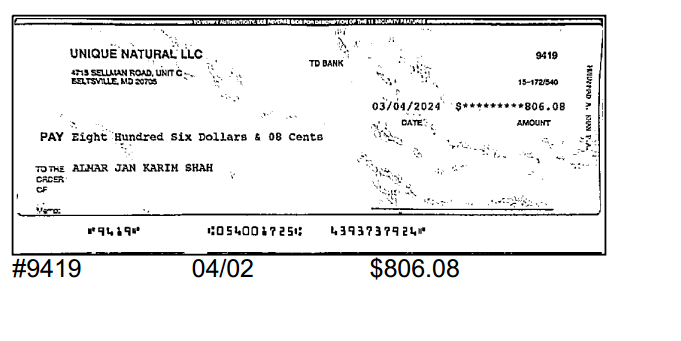 TO VERIFY AUTHENTICITY, SEE REVERSE SIDE FOR DESCRIPTION OF THE 11 SECURITY FEATURES
UNIQUE NATURAL LLC
4713 SELLMAN ROAD, UNIT C
BELTSVILLE, MD 20705
TD BANK
9419
15-172/540
03/04/2024 $*********806.08
DATE AMOUNT
PAY Eight Hundred Six Dollars & 08 Cents
TO THE ORDER OF
ALMAR JAN KARIM SHAH
Memo:
⑈9419⑈ ⑆054001725⑆ 4393737924⑈
#9419 04/02 $806.08